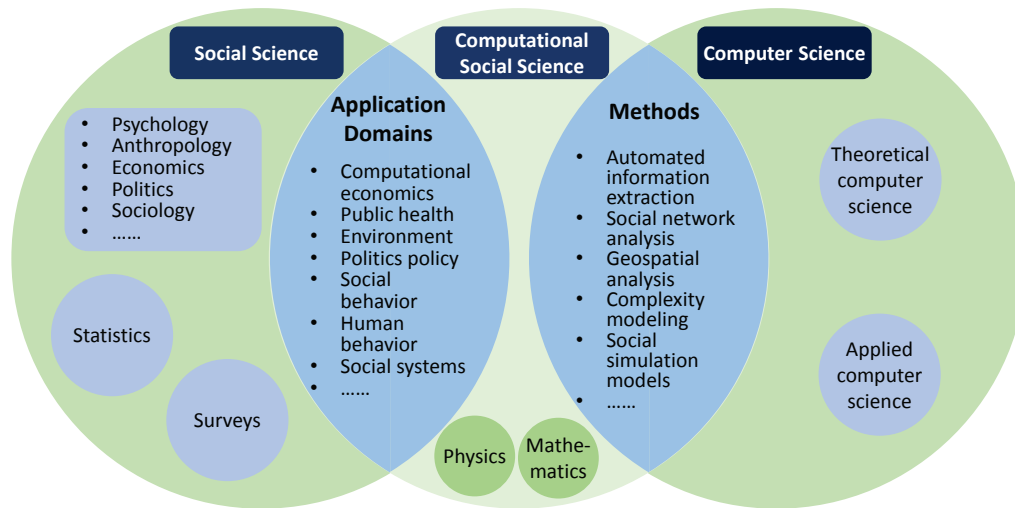 Social Science
Computational
Social Science
Computer Science
• Psychology
• Anthropology
• Economics
• Politics
• Sociology
• ......
Statistics
Surveys
Application
Domains
• Computational
economics
• Public health
• Environment
• Politics policy
• Social
behavior
• Human
behavior
• Social systems
• ......
Physics
Mathe-
matics
Methods
• Automated
information
extraction
• Social network
analysis
• Geospatial
analysis
• Complexity
modeling
• Social
simulation
models
• ......
Theoretical
computer
science
Applied
computer
science